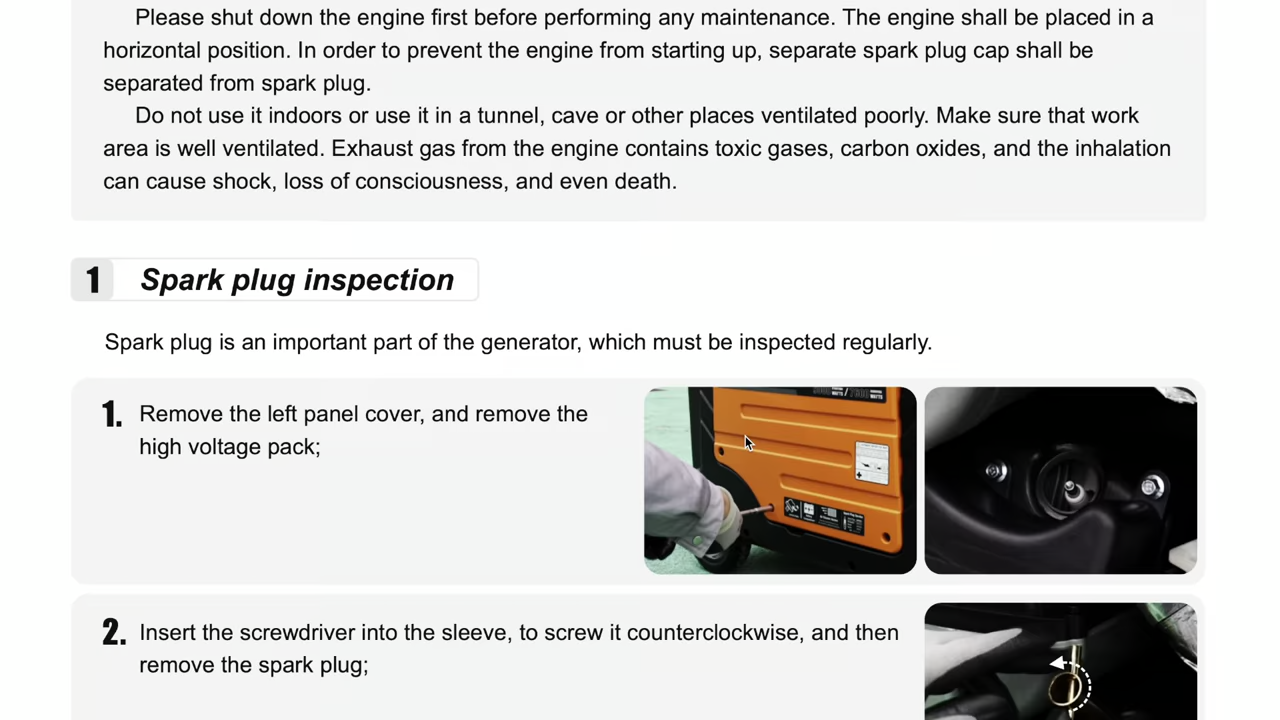 Please shut down the engine first before performing any maintenance. The engine shall be placed in a
horizontal position. In order to prevent the engine from starting up, separate spark plug cap shall be
separated from spark plug.
Do not use it indoors or use it in a tunnel, cave or other places ventilated poorly. Make sure that work
area is well ventilated. Exhaust gas from the engine contains toxic gases, carbon oxides, and the inhalation
can cause shock, loss of consciousness, and even death.
1 Spark plug inspection
Spark plug is an important part of the generator, which must be inspected regularly.
1. Remove the left panel cover, and remove the
high voltage pack;
2. Insert the screwdriver into the sleeve, to screw it counterclockwise, and then
remove the spark plug;